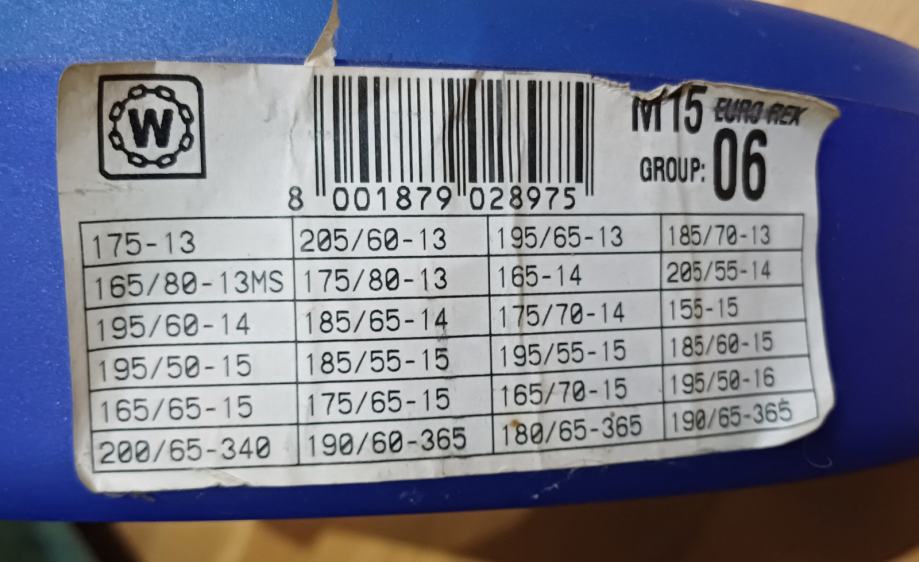 W
M15 EURO REX
GROUP: 06
8 001879 028975
175-13 205/60-13 195/65-13 185/70-13
165/80-13MS 175/80-13 165-14 205/55-14
195/60-14 185/65-14 175/70-14 155-15
195/50-15 185/55-15 195/55-15 185/60-15
165/65-15 175/65-15 165/70-15 195/50-16
200/65-340 190/60-365 180/65-365 190/65-365